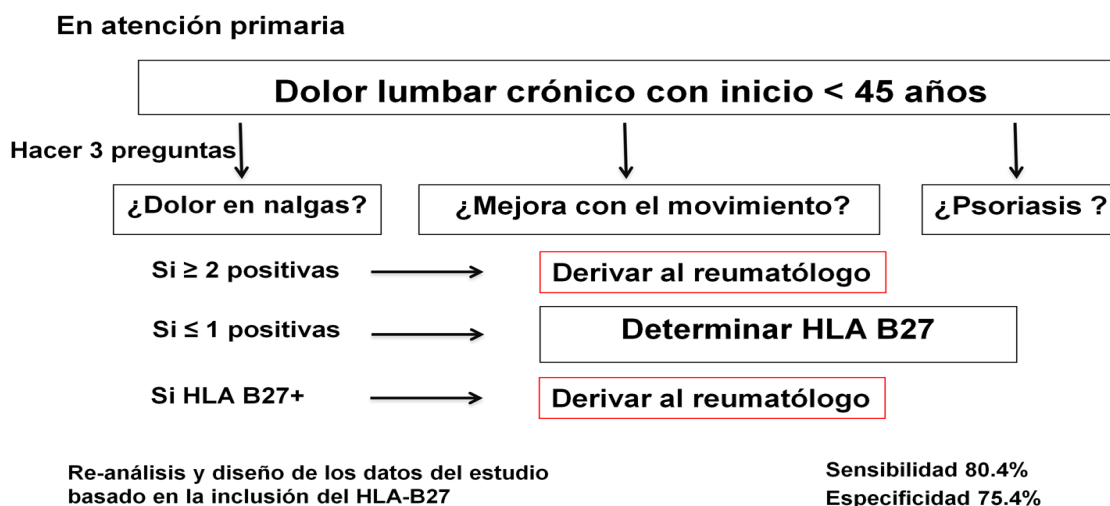 En atención primaria
Dolor lumbar crónico con inicio < 45 años
Hacer 3 preguntas
¿Dolor en nalgas?
¿Mejora con el movimiento?
¿Psoriasis ?
Si ≥ 2 positivas
Derivar al reumatólogo
Si ≤ 1 positivas
Determinar HLA B27
Si HLA B27+
Derivar al reumatólogo
Re-análisis y diseño de los datos del estudio
basado en la inclusión del HLA-B27
Sensibilidad 80.4%
Especificidad 75.4%